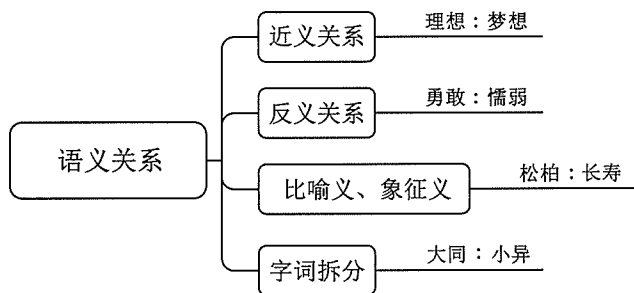 近义关系
理想：梦想
反义关系
勇敢：懦弱
语义关系
比喻义、象征义
松柏：长寿
字词拆分
大同：小异